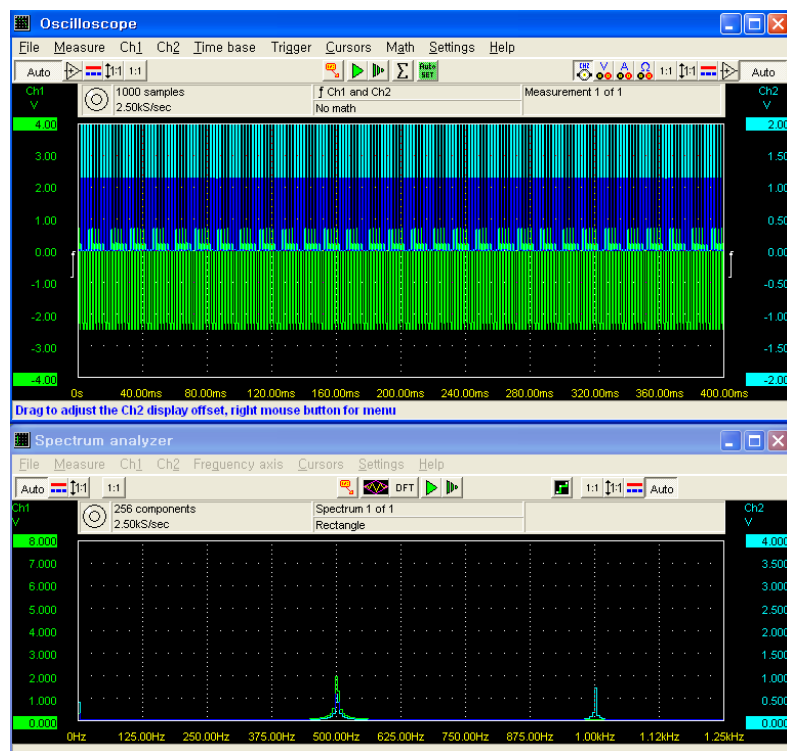 Oscilloscope
File Measure Ch1 Ch2 Time base Trigger Cursors Math Settings Help
Auto 1:1 1:1 Auto SET CH2 V A Ω 1:1 1:1 Auto
Ch1 1000 samples ƒ Ch1 and Ch2 Measurement 1 of 1 Ch2
V 2.50kS/sec No math V
4.00 2.00
3.00 1.50
2.00 1.00
1.00 0.50
0.00 0.00
-1.00 -0.50
-2.00 -1.00
-3.00 -1.50
-4.00 -2.00
0s 40.00ms 80.00ms 120.00ms 160.00ms 200.00ms 240.00ms 280.00ms 320.00ms 360.00ms 400.00ms
Drag to adjust the Ch2 display offset, right mouse button for menu
Spectrum analyzer
File Measure Ch1 Ch2 Frequency axis Cursors Settings Help
Auto 1:1 1:1 DFT 1:1 1:1 Auto
Ch1 256 components Spectrum 1 of 1 Ch2
V 2.50kS/sec Rectangle V
8.000 4.000
7.000 3.500
6.000 3.000
5.000 2.500
4.000 2.000
3.000 1.500
2.000 1.000
1.000 0.500
0.000 0.000
0Hz 125.00Hz 250.00Hz 375.00Hz 500.00Hz 625.00Hz 750.00Hz 875.00Hz 1.00kHz 1.12kHz 1.25kHz